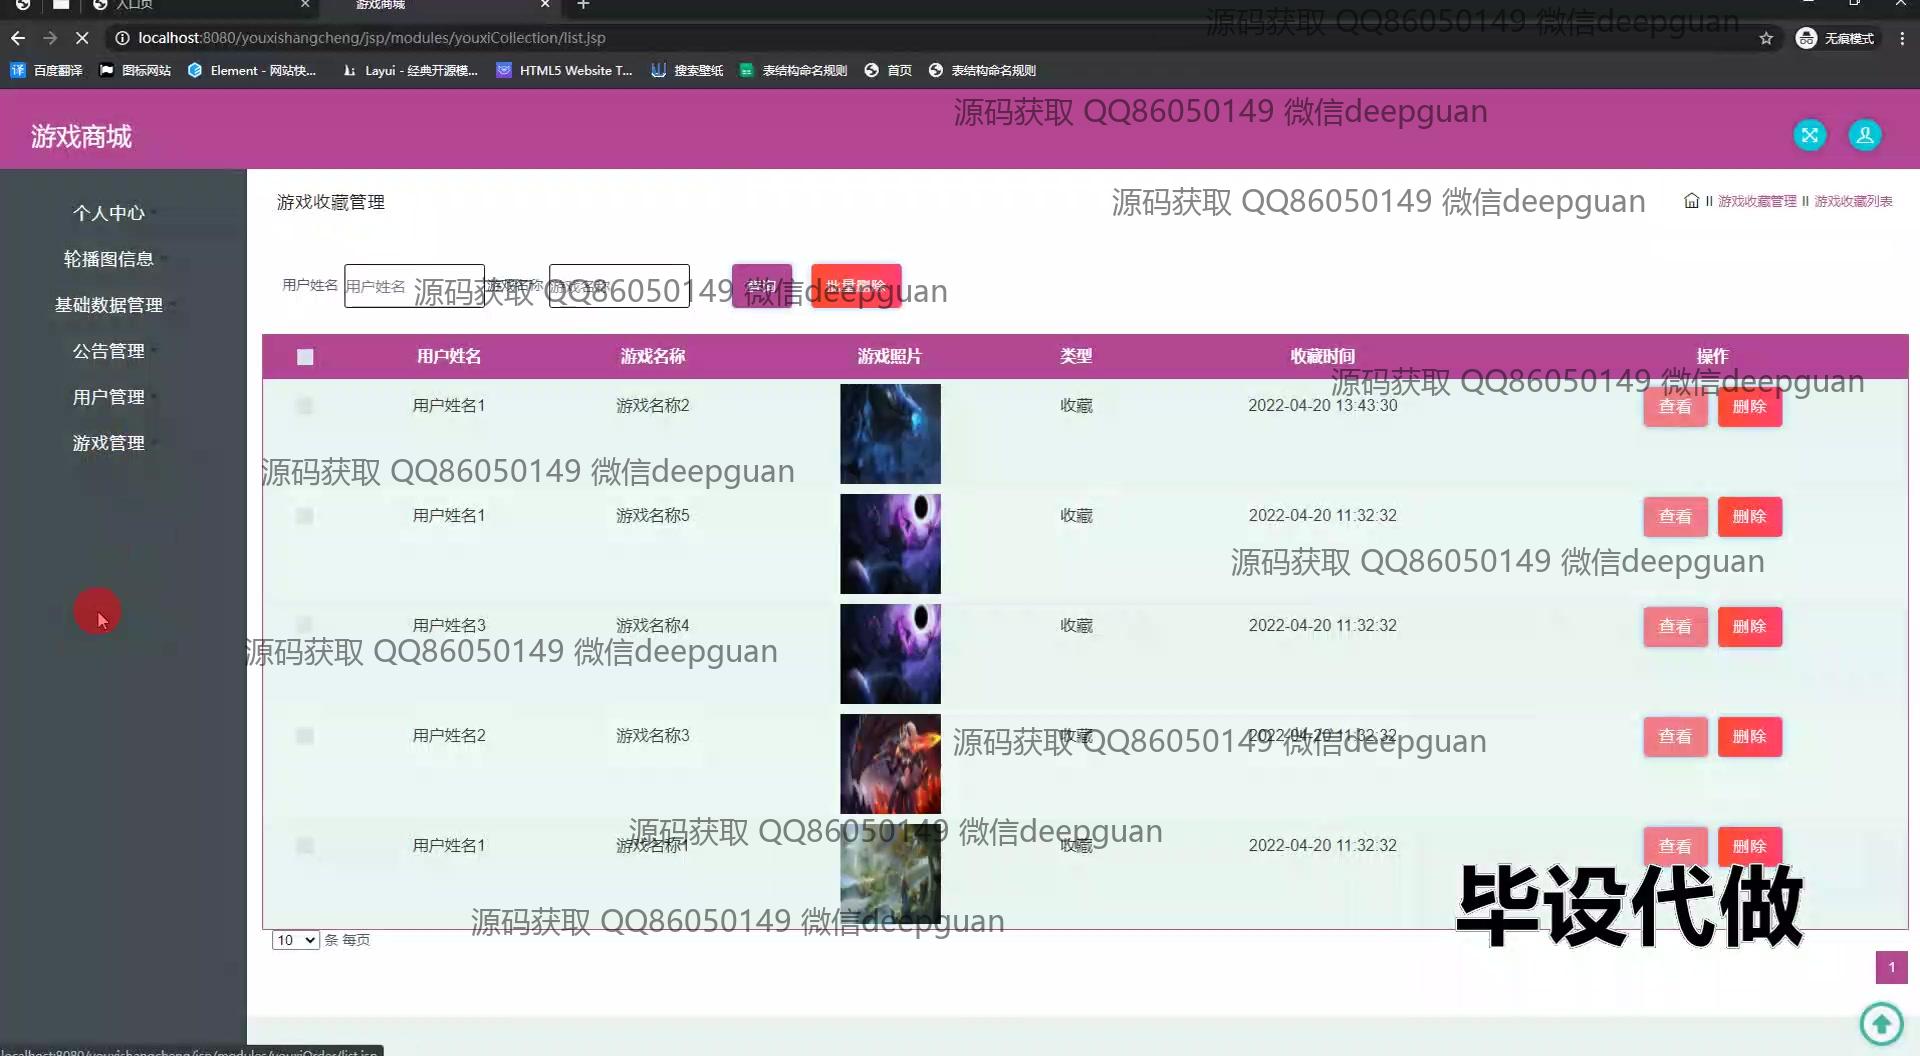 入口页
游戏商城
localhost:8080/youxishangcheng/jsp/modules/youxiCollection/list.jsp
无痕模式
百度翻译
图标网站
Element - 网站快...
Layui - 经典开源模...
HTML5 Website T...
搜索壁纸
表结构命名规则
首页
表结构命名规则
源码获取 QQ86050149 微信deepguan
源码获取 QQ86050149 微信deepguan
游戏商城
个人中心
轮播图信息
基础数据管理
公告管理
用户管理
游戏管理
游戏收藏管理
源码获取 QQ86050149 微信deepguan
游戏收藏管理 II 游戏收藏列表
用户姓名 用户姓名 游戏名称 游戏名称 查询 批量删除
源码获取 QQ86050149 微信deepguan
用户姓名 游戏名称 游戏照片 类型 收藏时间 操作
源码获取 QQ86050149 微信deepguan
用户姓名1 游戏名称2 收藏 2022-04-20 13:43:30 查看 删除
源码获取 QQ86050149 微信deepguan
用户姓名1 游戏名称5 收藏 2022-04-20 11:32:32 查看 删除
源码获取 QQ86050149 微信deepguan
用户姓名3 游戏名称4 收藏 2022-04-20 11:32:32 查看 删除
源码获取 QQ86050149 微信deepguan
用户姓名2 游戏名称3 收藏 2022-04-20 11:32:32 查看 删除
源码获取 QQ86050149 微信deepguan
源码获取 QQ86050149 微信deepguan
用户姓名1 游戏名称1 收藏 2022-04-20 11:32:32 查看 删除
毕设代做
源码获取 QQ86050149 微信deepguan
10 条 每页
1
localhost:8080/youxishangcheng/jsp/modules/youxiOrder/list.jsp